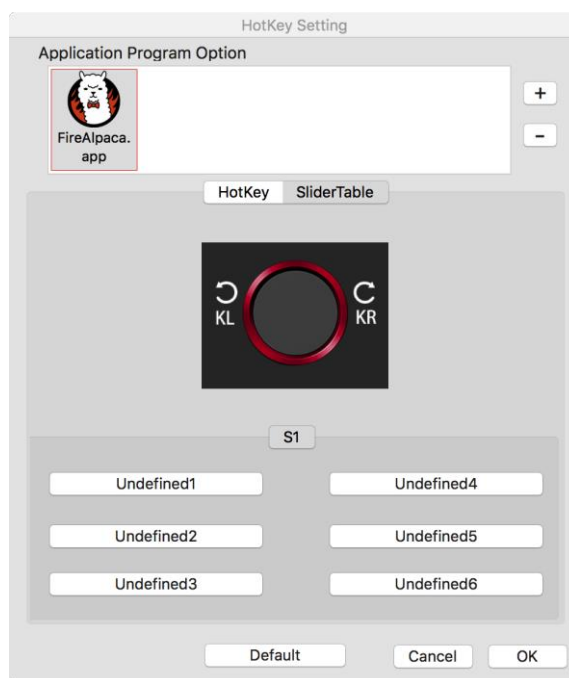 HotKey Setting
Application Program Option
FireAlpaca.
app
+
-
HotKey SliderTable
KL KR
S1
Undefined1 Undefined4
Undefined2 Undefined5
Undefined3 Undefined6
Default Cancel OK